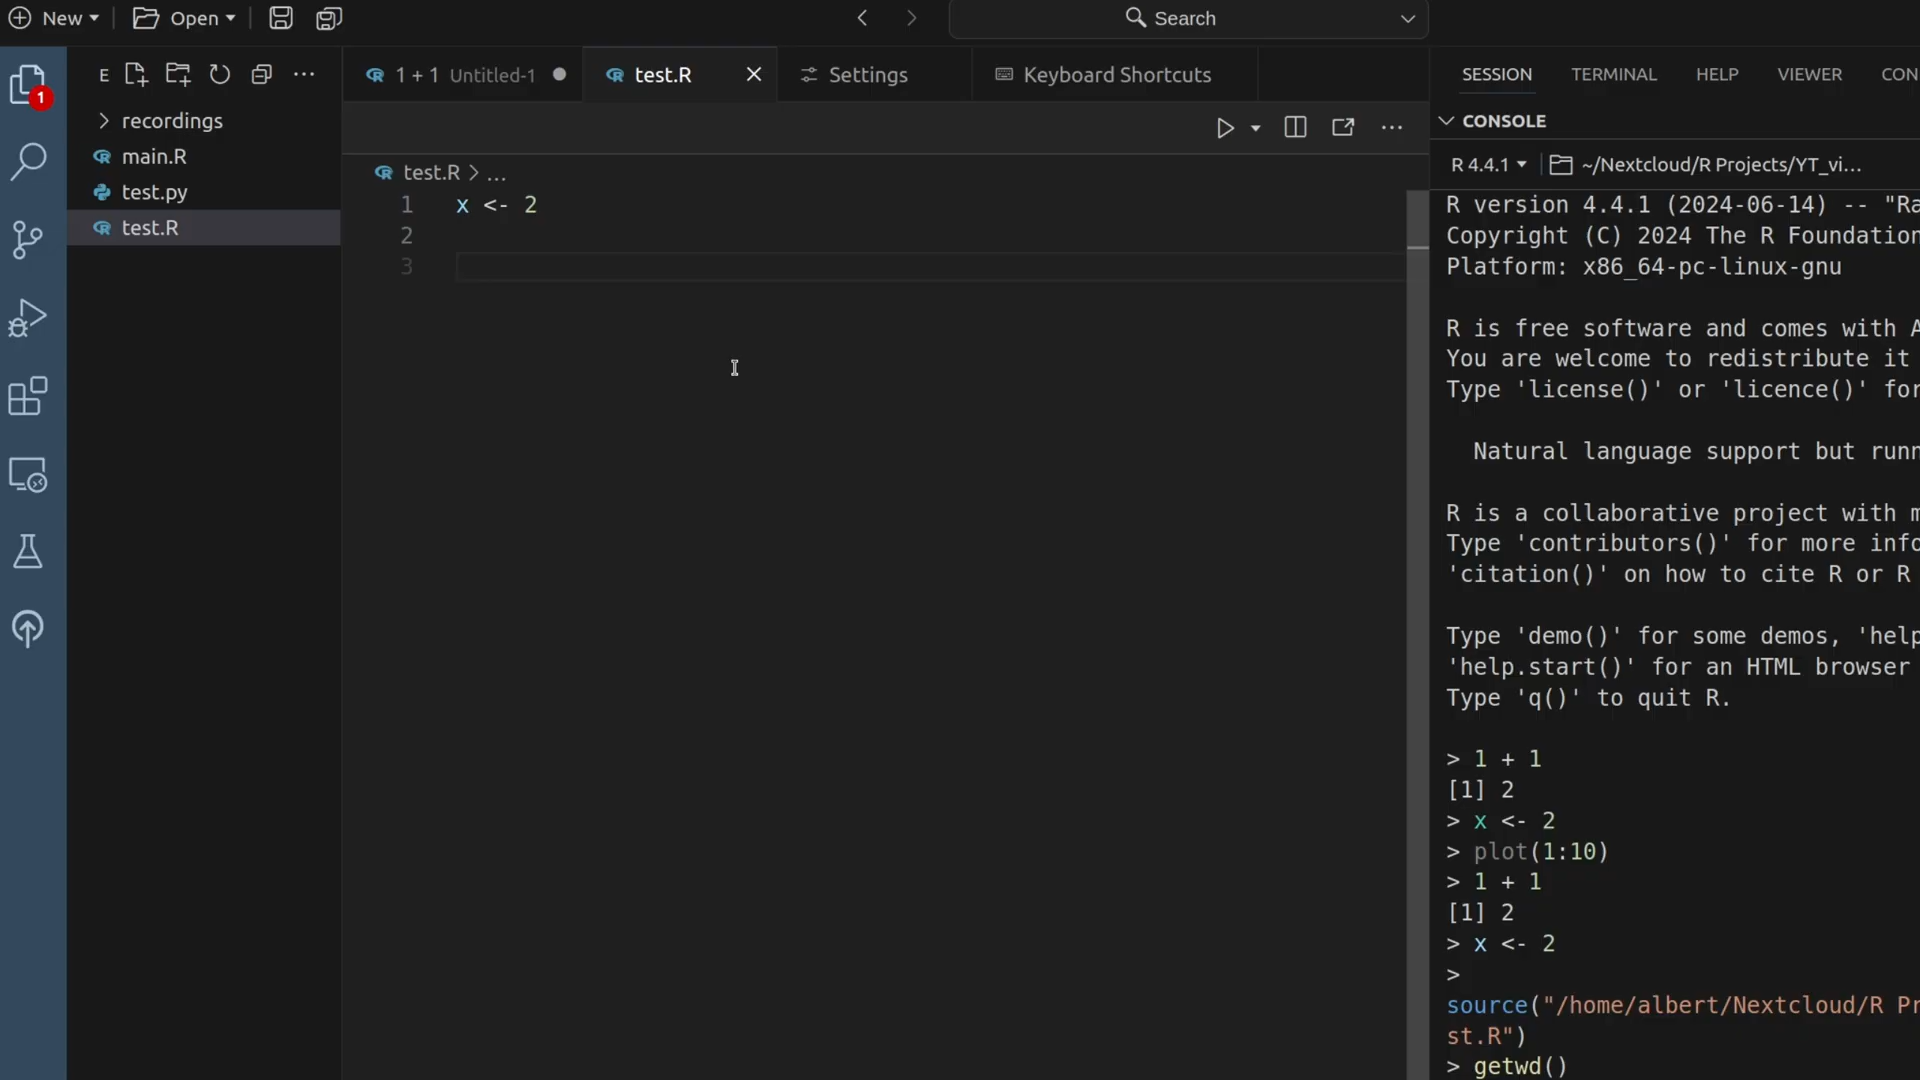 New
Open
Search
1
E
recordings
main.R
test.py
test.R
1 + 1 Untitled-1
test.R
Settings
Keyboard Shortcuts
test.R > ...
1 x <- 2
2
3
SESSION
TERMINAL
HELP
VIEWER
CON
CONSOLE
R 4.4.1
~/Nextcloud/R Projects/YT_vi...
R version 4.4.1 (2024-06-14) -- "Ra
Copyright (C) 2024 The R Foundation
Platform: x86_64-pc-linux-gnu
R is free software and comes with A
You are welcome to redistribute it
Type 'license()' or 'licence()' for
Natural language support but runn
R is a collaborative project with m
Type 'contributors()' for more info
'citation()' on how to cite R or R
Type 'demo()' for some demos, 'help
'help.start()' for an HTML browser
Type 'q()' to quit R.
> 1 + 1
[1] 2
> x <- 2
> plot(1:10)
> 1 + 1
[1] 2
> x <- 2
>
source("/home/albert/Nextcloud/R Pr
st.R")
> getwd()